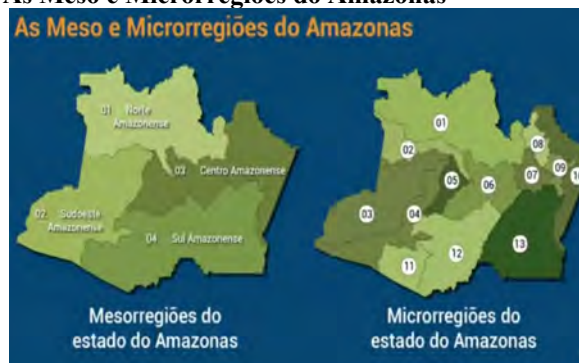 As Meso e Microrregiões do Amazonas
As Meso e Microrregiões do Amazonas
01 Norte
Amazonense
03 Centro Amazonense
02 Sudoeste
Amazonense
04 Sul Amazonense
Mesorregiões do
estado do Amazonas
01
02
03
04
05
06
07
08
09
10
11
12
13
Microrregiões do
estado do Amazonas